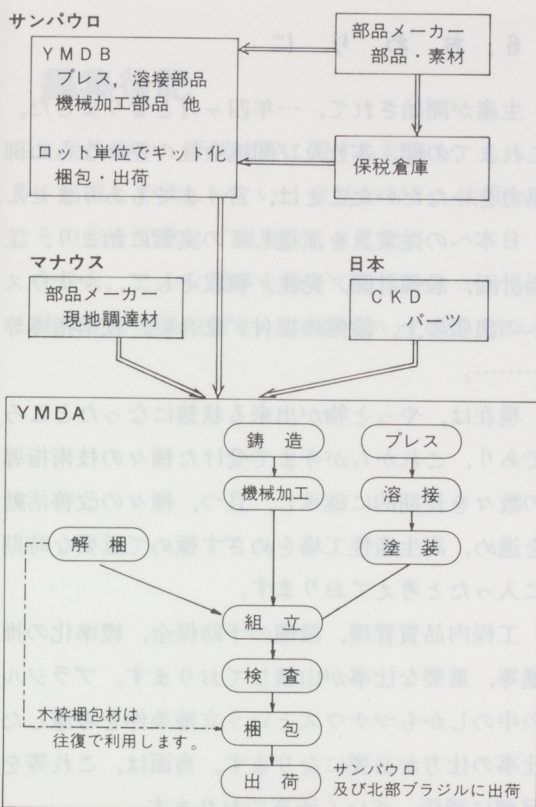 サンパウロ
YMDB
プレス，溶接部品
機械加工部品 他
ロット単位でキット化
梱包・出荷
部品メーカー
部品・素材
保税倉庫
マナウス
部品メーカー
現地調達材
日本
CKD
パーツ
YMDA
鋳造
プレス
機械加工
溶接
解梱
塗装
組立
検査
木枠梱包材は
往復で利用します。
梱包
出荷
サンパウロ
及び北部ブラジルに出荷